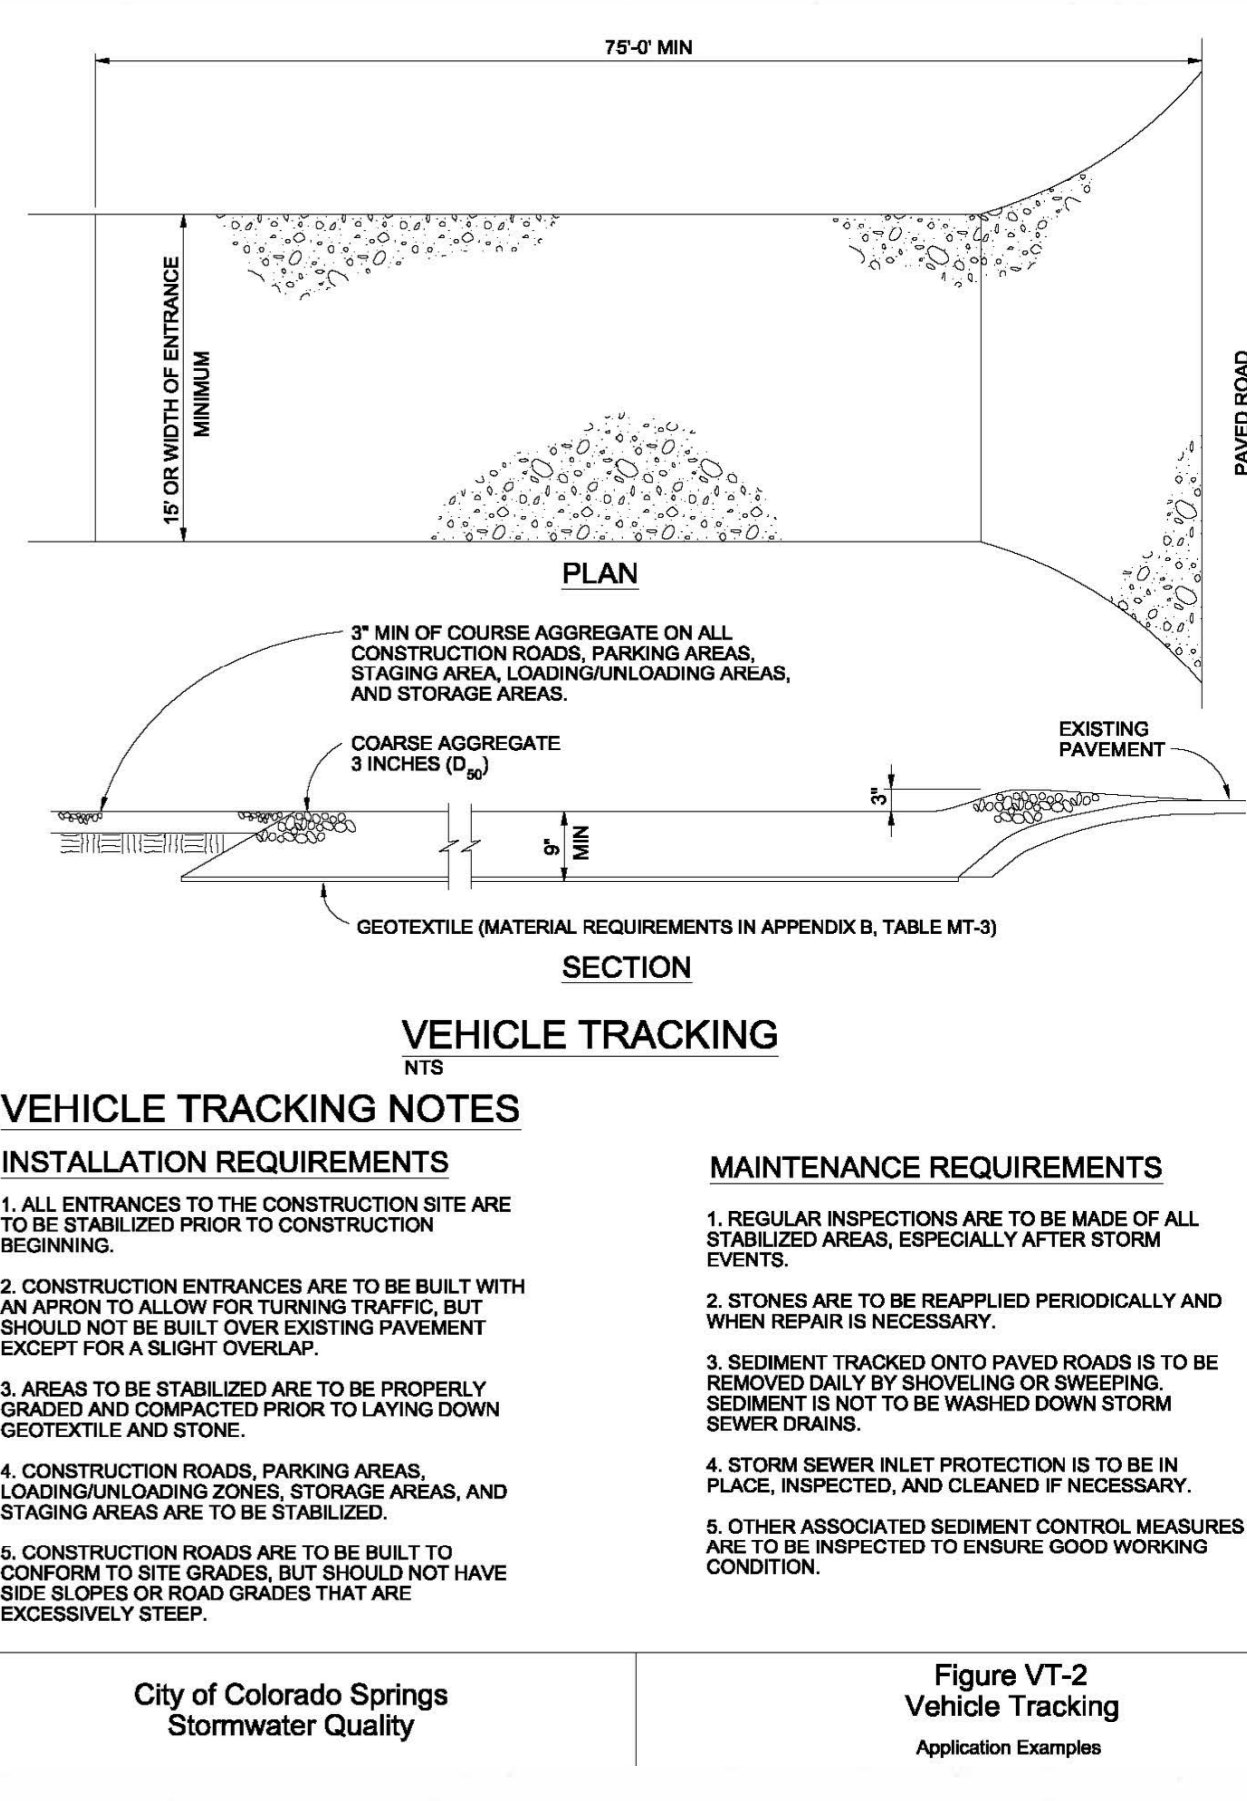 75'-0' MIN
15' OR WIDTH OF ENTRANCE
MINIMUM
PAVED ROAD
PLAN
3" MIN OF COURSE AGGREGATE ON ALL
CONSTRUCTION ROADS, PARKING AREAS,
STAGING AREA, LOADING/UNLOADING AREAS,
AND STORAGE AREAS.
COARSE AGGREGATE
3 INCHES (D50)
EXISTING
PAVEMENT
3"
9"
MIN
GEOTEXTILE (MATERIAL REQUIREMENTS IN APPENDIX B, TABLE MT-3)
SECTION
VEHICLE TRACKING
NTS
VEHICLE TRACKING NOTES
INSTALLATION REQUIREMENTS
1. ALL ENTRANCES TO THE CONSTRUCTION SITE ARE
TO BE STABILIZED PRIOR TO CONSTRUCTION
BEGINNING.
2. CONSTRUCTION ENTRANCES ARE TO BE BUILT WITH
AN APRON TO ALLOW FOR TURNING TRAFFIC, BUT
SHOULD NOT BE BUILT OVER EXISTING PAVEMENT
EXCEPT FOR A SLIGHT OVERLAP.
3. AREAS TO BE STABILIZED ARE TO BE PROPERLY
GRADED AND COMPACTED PRIOR TO LAYING DOWN
GEOTEXTILE AND STONE.
4. CONSTRUCTION ROADS, PARKING AREAS,
LOADING/UNLOADING ZONES, STORAGE AREAS, AND
STAGING AREAS ARE TO BE STABILIZED.
5. CONSTRUCTION ROADS ARE TO BE BUILT TO
CONFORM TO SITE GRADES, BUT SHOULD NOT HAVE
SIDE SLOPES OR ROAD GRADES THAT ARE
EXCESSIVELY STEEP.
MAINTENANCE REQUIREMENTS
1. REGULAR INSPECTIONS ARE TO BE MADE OF ALL
STABILIZED AREAS, ESPECIALLY AFTER STORM
EVENTS.
2. STONES ARE TO BE REAPPLIED PERIODICALLY AND
WHEN REPAIR IS NECESSARY.
3. SEDIMENT TRACKED ONTO PAVED ROADS IS TO BE
REMOVED DAILY BY SHOVELING OR SWEEPING.
SEDIMENT IS NOT TO BE WASHED DOWN STORM
SEWER DRAINS.
4. STORM SEWER INLET PROTECTION IS TO BE IN
PLACE, INSPECTED, AND CLEANED IF NECESSARY.
5. OTHER ASSOCIATED SEDIMENT CONTROL MEASURES
ARE TO BE INSPECTED TO ENSURE GOOD WORKING
CONDITION.
City of Colorado Springs
Stormwater Quality
Figure VT-2
Vehicle Tracking
Application Examples